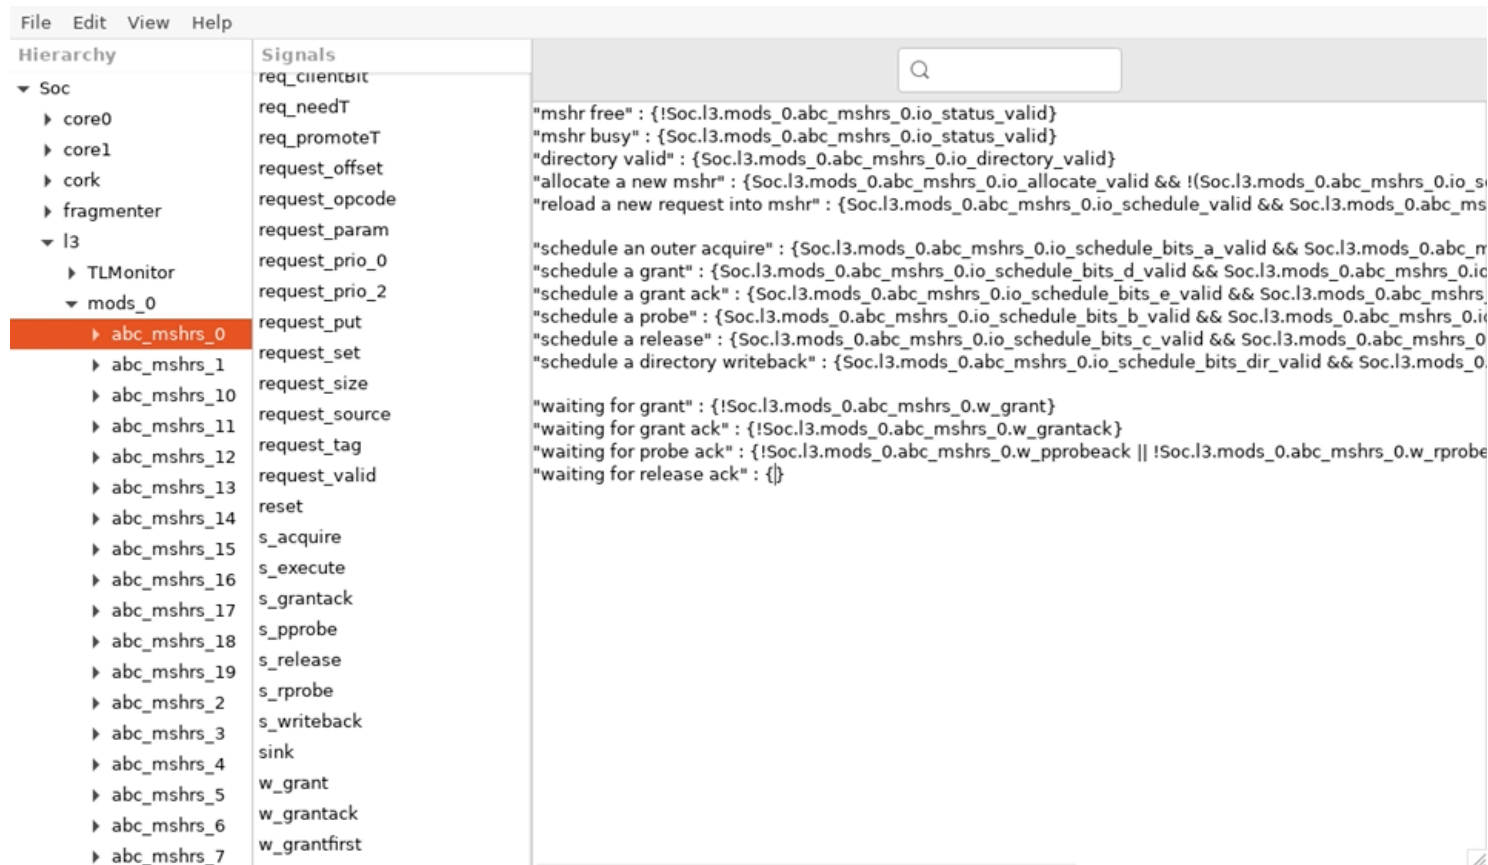 File Edit View Help
Hierarchy
Soc
core0
core1
cork
fragmenter
l3
TLMonitor
mods_0
abc_mshrs_0
abc_mshrs_1
abc_mshrs_10
abc_mshrs_11
abc_mshrs_12
abc_mshrs_13
abc_mshrs_14
abc_mshrs_15
abc_mshrs_16
abc_mshrs_17
abc_mshrs_18
abc_mshrs_19
abc_mshrs_2
abc_mshrs_3
abc_mshrs_4
abc_mshrs_5
abc_mshrs_6
abc_mshrs_7
Signals
req_clientBit
req_needT
req_promoteT
request_offset
request_opcode
request_param
request_prio_0
request_prio_2
request_put
request_set
request_size
request_source
request_tag
request_valid
reset
s_acquire
s_execute
s_grantack
s_pprobe
s_release
s_rprobe
s_writeback
sink
w_grant
w_grantack
w_grantfirst
"mshr free" : {!Soc.l3.mods_0.abc_mshrs_0.io_status_valid}
"mshr busy" : {Soc.l3.mods_0.abc_mshrs_0.io_status_valid}
"directory valid" : {Soc.l3.mods_0.abc_mshrs_0.io_directory_valid}
"allocate a new mshr" : {Soc.l3.mods_0.abc_mshrs_0.io_allocate_valid && !(Soc.l3.mods_0.abc_mshrs_0.io_s
"reload a new request into mshr" : {Soc.l3.mods_0.abc_mshrs_0.io_schedule_valid && Soc.l3.mods_0.abc_ms
"schedule an outer acquire" : {Soc.l3.mods_0.abc_mshrs_0.io_schedule_bits_a_valid && Soc.l3.mods_0.abc_m
"schedule a grant" : {Soc.l3.mods_0.abc_mshrs_0.io_schedule_bits_d_valid && Soc.l3.mods_0.abc_mshrs_0.io
"schedule a grant ack" : {Soc.l3.mods_0.abc_mshrs_0.io_schedule_bits_e_valid && Soc.l3.mods_0.abc_mshrs_
"schedule a probe" : {Soc.l3.mods_0.abc_mshrs_0.io_schedule_bits_b_valid && Soc.l3.mods_0.abc_mshrs_0.io
"schedule a release" : {Soc.l3.mods_0.abc_mshrs_0.io_schedule_bits_c_valid && Soc.l3.mods_0.abc_mshrs_0
"schedule a directory writeback" : {Soc.l3.mods_0.abc_mshrs_0.io_schedule_bits_dir_valid && Soc.l3.mods_0.
"waiting for grant" : {!Soc.l3.mods_0.abc_mshrs_0.w_grant}
"waiting for grant ack" : {!Soc.l3.mods_0.abc_mshrs_0.w_grantack}
"waiting for probe ack" : {!Soc.l3.mods_0.abc_mshrs_0.w_pprobeack || !Soc.l3.mods_0.abc_mshrs_0.w_rprobe
"waiting for release ack" : {}